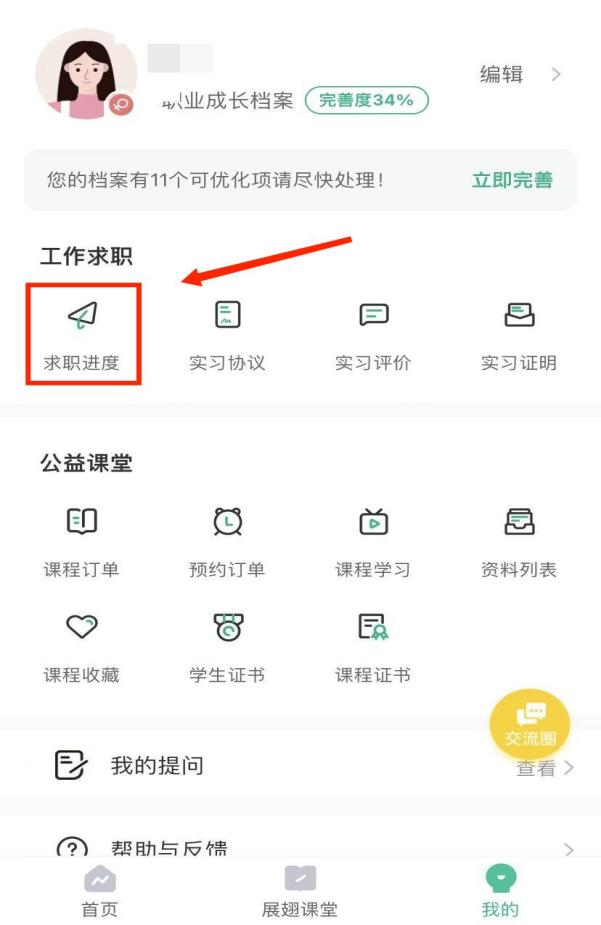 编辑
职业成长档案 完善度34%
您的档案有11个可优化项请尽快处理! 立即完善
工作求职
求职进度 实习协议 实习评价 实习证明
公益课堂
课程订单 预约订单 课程学习 资料列表
课程收藏 学生证书 课程证书
交流圈
我的提问 查看
帮助与反馈
首页 展翅课堂 我的